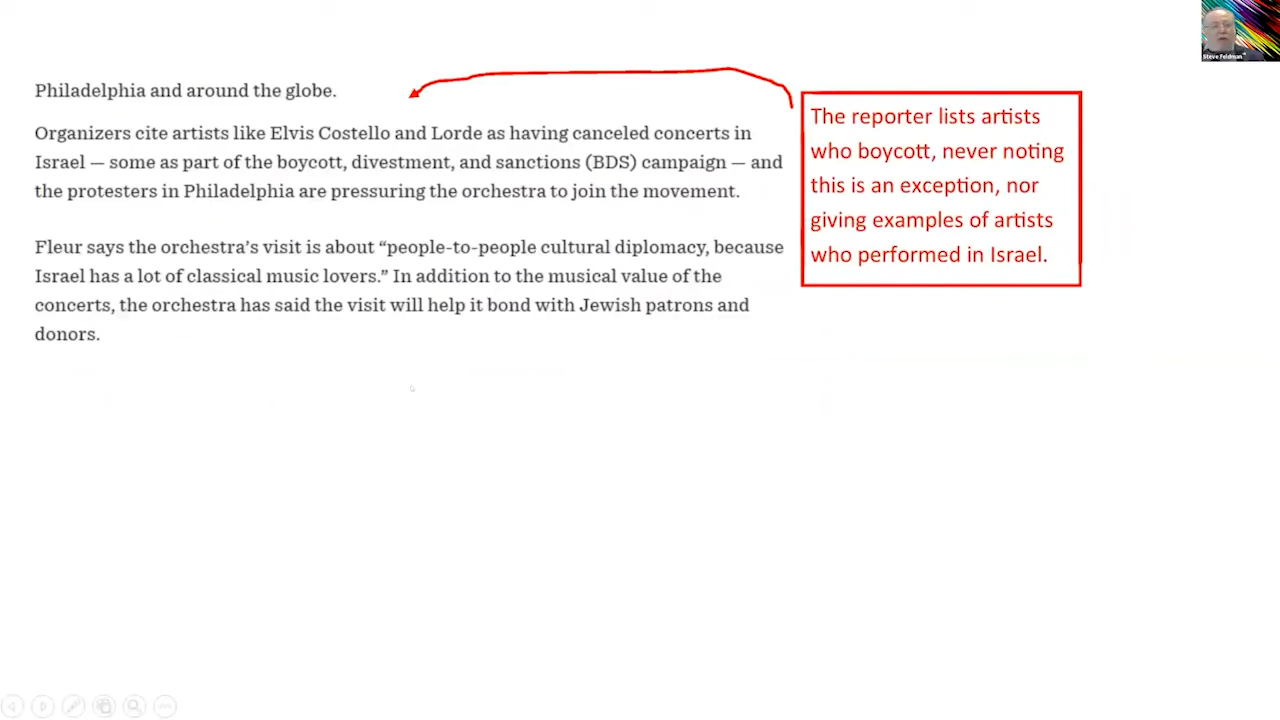 Steve Feldman
Philadelphia and around the globe.
Organizers cite artists like Elvis Costello and Lorde as having canceled concerts in
Israel — some as part of the boycott, divestment, and sanctions (BDS) campaign — and
the protesters in Philadelphia are pressuring the orchestra to join the movement.
Fleur says the orchestra’s visit is about “people-to-people cultural diplomacy, because
Israel has a lot of classical music lovers.” In addition to the musical value of the
concerts, the orchestra has said the visit will help it bond with Jewish patrons and
donors.
The reporter lists artists
who boycott, never noting
this is an exception, nor
giving examples of artists
who performed in Israel.